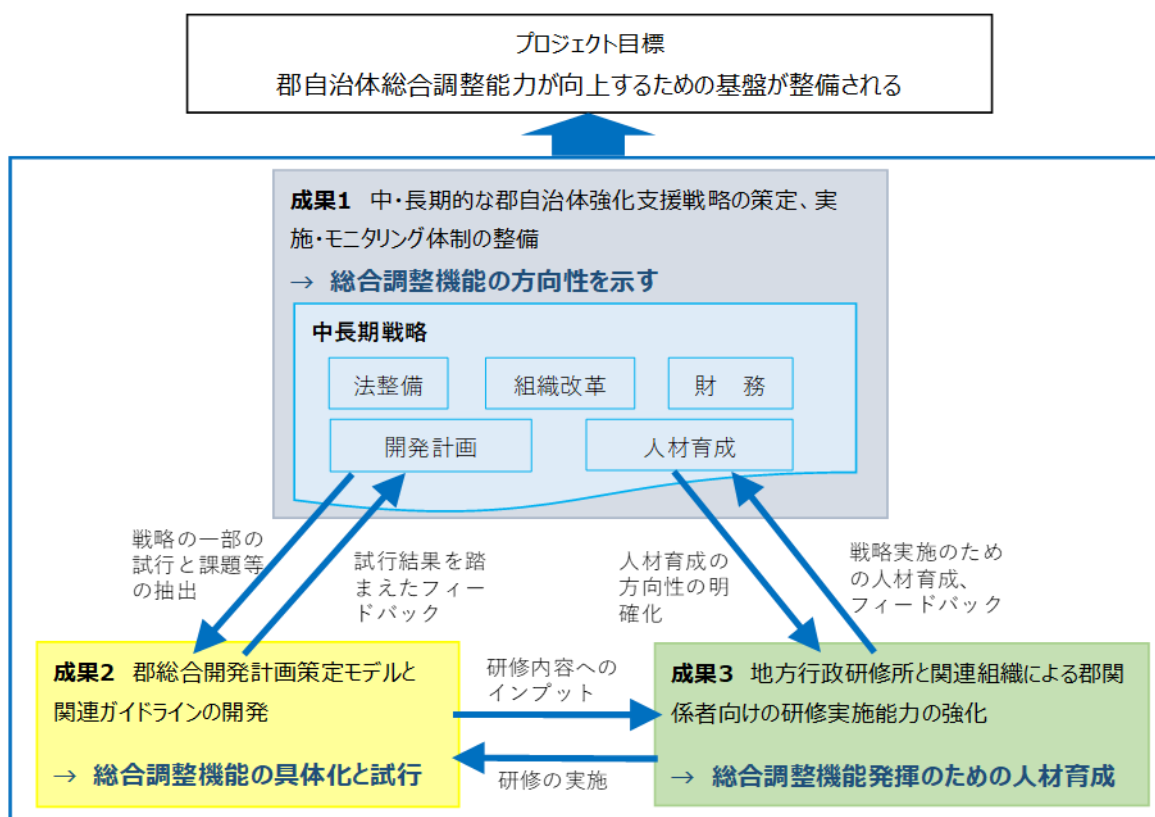 プロジェクト目標
郡自治体総合調整能力が向上するための基盤が整備される
成果1 中・長期的な郡自治体強化支援戦略の策定、実
施・モニタリング体制の整備
→ 総合調整機能の方向性を示す
中長期戦略
法整備
組織改革
財　務
開発計画
人材育成
戦略の一部の
試行と課題等
の抽出
試行結果を踏
まえたフィー
ドバック
人材育成の
方向性の明
確化
戦略実施のため
の人材育成、
フィードバック
成果2 郡総合開発計画策定モデルと
関連ガイドラインの開発
→ 総合調整機能の具体化と試行
研修内容への
インプット
研修の実施
成果3 地方行政研修所と関連組織による郡関
係者向けの研修実施能力の強化
→ 総合調整機能発揮のための人材育成